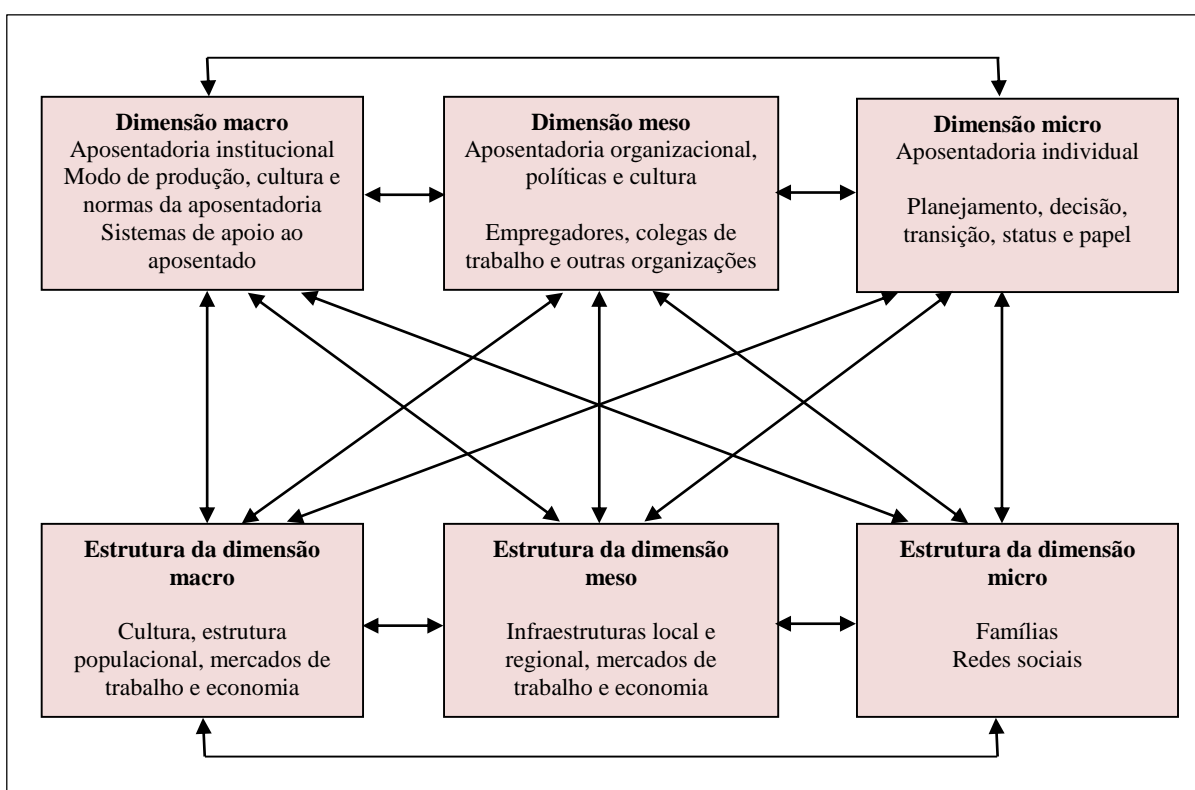 Dimensão macro
Aposentadoria institucional
Modo de produção, cultura e
normas da aposentadoria
Sistemas de apoio ao
aposentado
Dimensão meso
Aposentadoria organizacional,
políticas e cultura
Empregadores, colegas de
trabalho e outras organizações
Dimensão micro
Aposentadoria individual
Planejamento, decisão,
transição, status e papel
Estrutura da dimensão
macro
Cultura, estrutura
populacional, mercados de
trabalho e economia
Estrutura da dimensão
meso
Infraestruturas local e
regional, mercados de
trabalho e economia
Estrutura da dimensão
micro
Famílias
Redes sociais